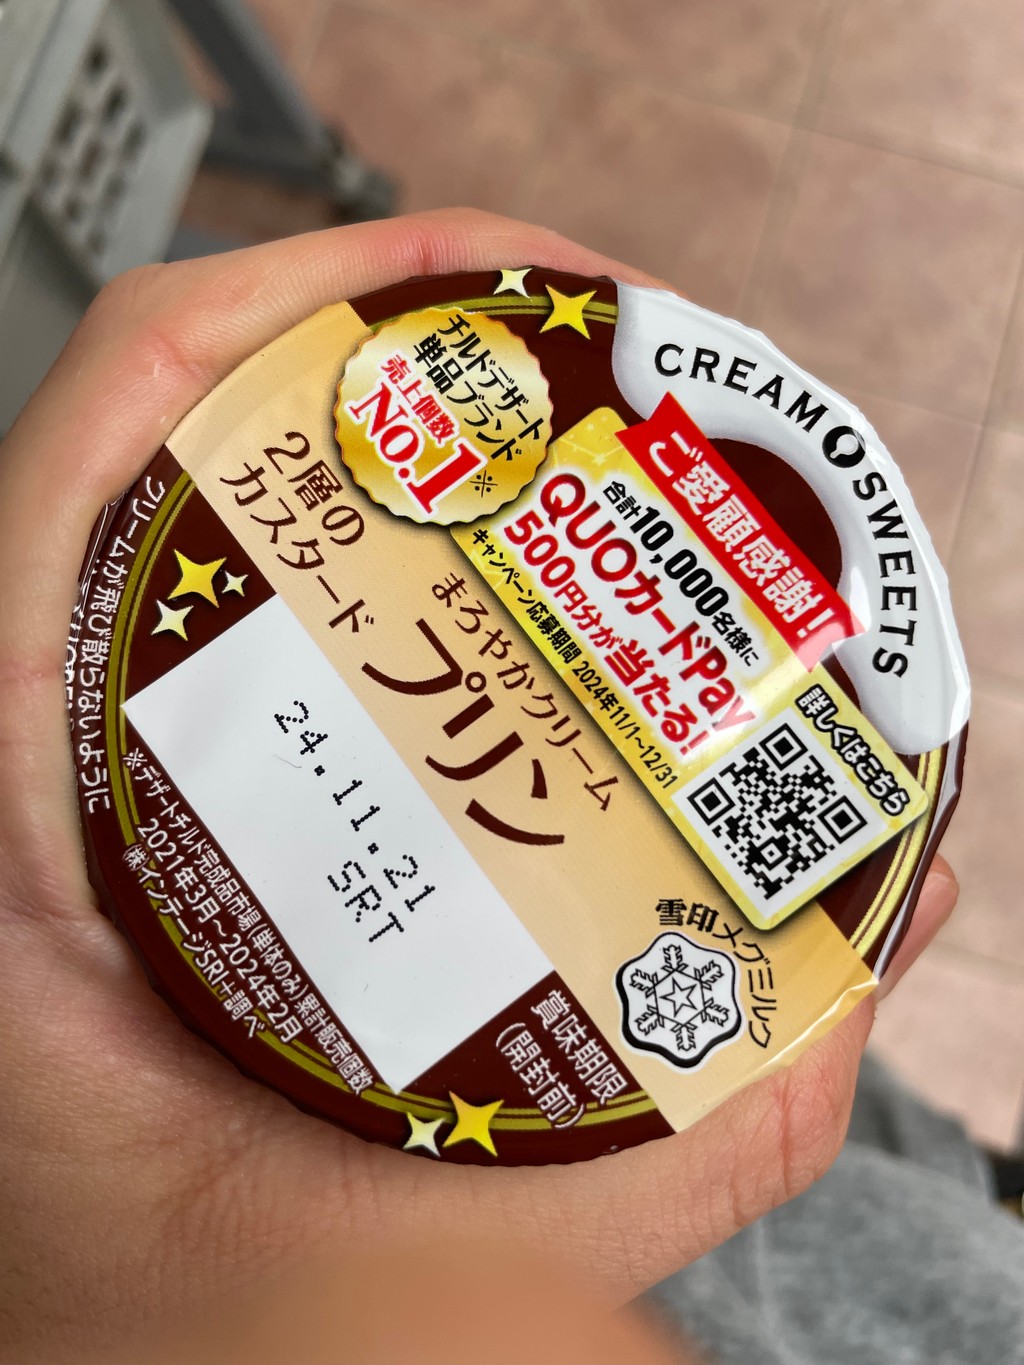 CREAM SWEETS
チルドデザート
単品ブランド
売上個数
No.1※
ご愛顧感謝!
合計10,000名様に
QUOカードPay
500円分が当たる!
キャンペーン応募期間 2024年11/1~12/31
詳しくはこちら
2層の
カスタード
まろやかクリーム
プリン
雪印メグミルク
24.11.21
SRT
賞味期限
(開封前)
クリームが飛び散らないように
※デザートチルド完成品市場(単体のみ)累計販売個数
2021年3月~2024年2月
(株)インテージSRI+調べ